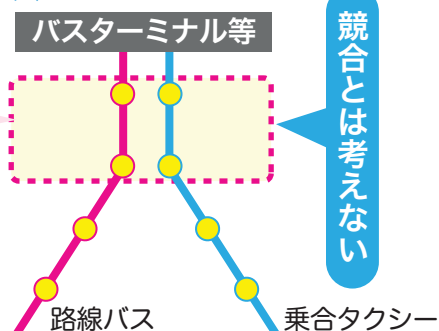 バスターミナル等
競合とは考えない
路線バス
乗合タクシー